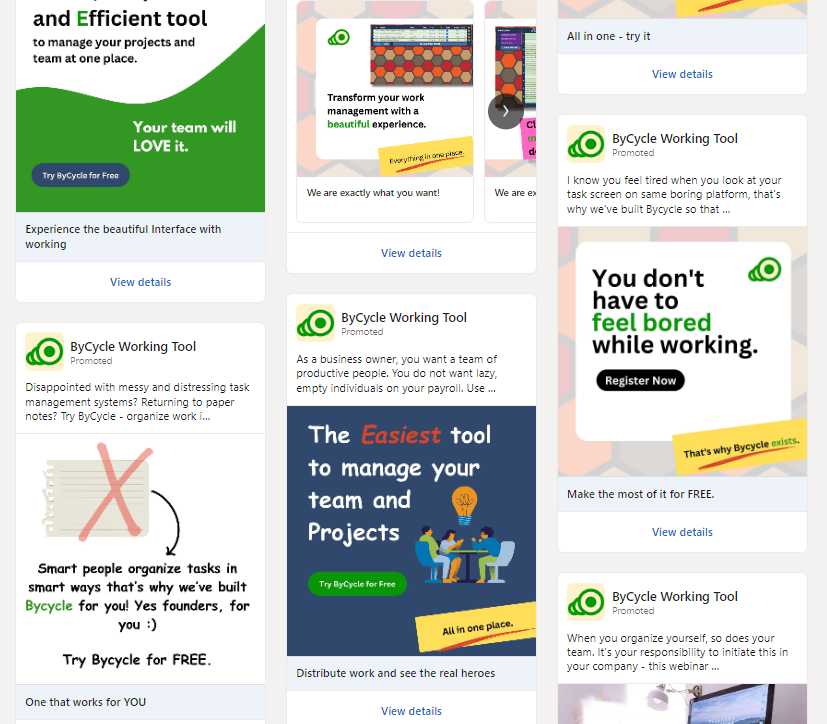 and Efficient tool
to manage your projects and
team at one place.
Your team will
LOVE it.
Try ByCycle for Free
Experience the beautiful Interface with
working
View details
ByCycle Working Tool
Promoted
Disappointed with messy and distressing task
management systems? Returning to paper
notes? Try ByCycle - organize work i...
Smart people organize tasks in
smart ways that's why we've built
Bycycle for you! Yes founders, for
you :)
Try Bycycle for FREE.
One that works for YOU
Transform your work
management with a
beautiful experience.
Everything in one place.
We are exactly what you want!
We are ex
View details
ByCycle Working Tool
Promoted
As a business owner, you want a team of
productive people. You do not want lazy,
empty individuals on your payroll. Use ...
The Easiest tool
to manage your
team and
Projects
Try ByCycle for Free
All in one place.
Distribute work and see the real heroes
View details
All in one - try it
View details
ByCycle Working Tool
Promoted
I know you feel tired when you look at your
task screen on same boring platform, that's
why we've built Bycycle so that ...
You don't
have to
feel bored
while working.
Register Now
That's why Bycycle exists.
Make the most of it for FREE.
View details
ByCycle Working Tool
Promoted
When you organize yourself, so does your
team. It's your responsibility to initiate this in
your company - this webinar ...